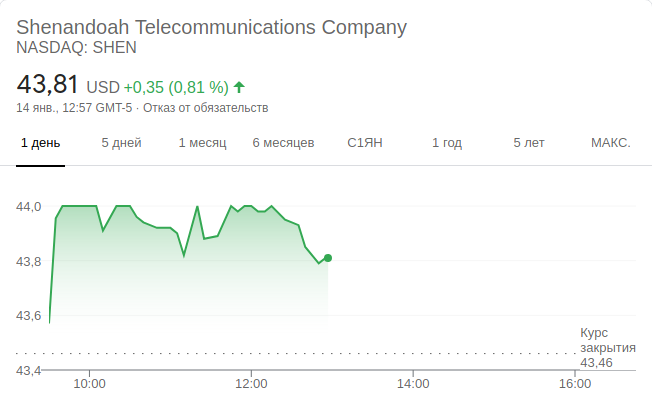 Shenandoah Telecommunications Company
NASDAQ: SHEN
43,81 USD +0,35 (0,81 %)
14 янв., 12:57 GMT-5 · Отказ от обязательств
1 день 5 дней 1 месяц 6 месяцев С1ЯН 1 год 5 лет МАКС.
44,0
43,8
43,6
Курс
закрытия
43,46
43,4
10:00 12:00 14:00 16:00